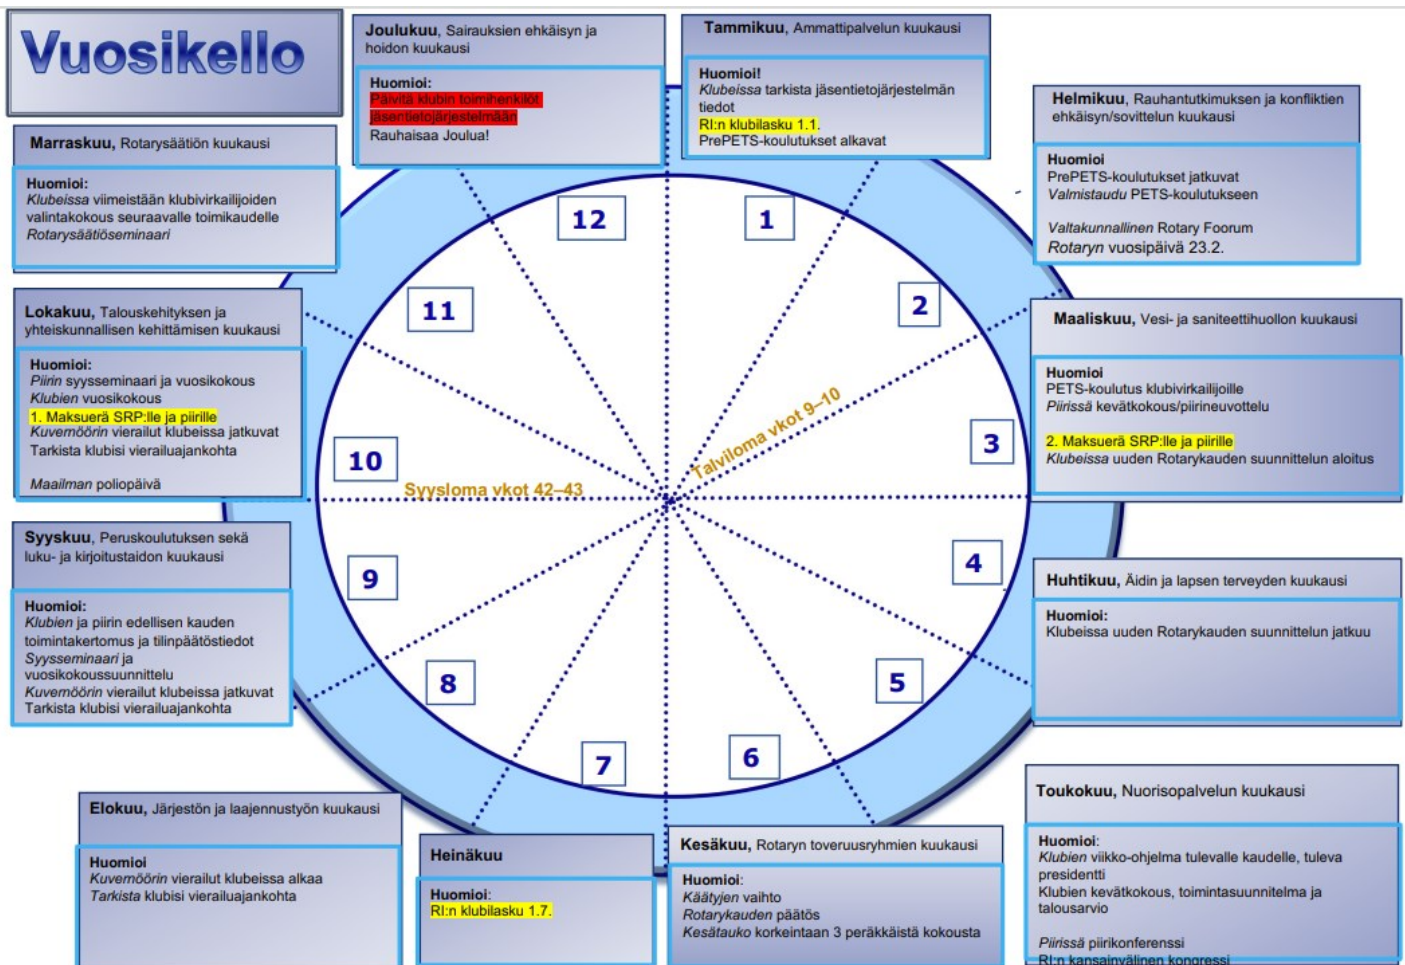 Vuosikello
Joulukuu, Sairauksien ehkäisyn ja
hoidon kuukausi
Huomioi:
Päivitä klubin toimihenkilöt
jäsentietojärjestelmään
Rauhaisaa Joulua!
Tammikuu, Ammattipalvelun kuukausi
Huomioi!
Klubeissa tarkista jäsentietojärjestelmän
tiedot
RI:n klubilasku 1.1.
PrePETS-koulutukset alkavat
Helmikuu, Rauhantutkimuksen ja konfliktien
ehkäisyn/sovittelun kuukausi
Huomioi
PrePETS-koulutukset jatkuvat
Valmistaudu PETS-koulutukseen
Valtakunnallinen Rotary Foorum
Rotaryn vuosipäivä 23.2.
Maaliskuu, Vesi- ja saniteettihuollon kuukausi
Huomioi
PETS-koulutus klubivirkailijoille
Piirissä kevätkokous/piirineuvottelu
2. Maksuerä SRP:lle ja piirille
Klubeissa uuden Rotarykauden suunnittelun aloitus
Huhtikuu, Äidin ja lapsen terveyden kuukausi
Huomioi:
Klubeissa uuden Rotarykauden suunnittelun jatkuu
Toukokuu, Nuorisopalvelun kuukausi
Huomioi:
Klubien viikko-ohjelma tulevalle kaudelle, tuleva
presidentti
Klubien kevätkokous, toimintasuunnitelma ja
talousarvio
Piirissä piirikonferenssi
RI:n kansainvälinen kongressi
Kesäkuu, Rotaryn toveruusryhmien kuukausi
Huomioi:
Käätyjen vaihto
Rotarykauden päätös
Kesätauko korkeintaan 3 peräkkäistä kokousta
Heinäkuu
Huomioi:
RI:n klubilasku 1.7.
Elokuu, Järjestön ja laajennustyön kuukausi
Huomioi
Kuvernöörin vierailut klubeissa alkaa
Tarkista klubisi vierailuajankohta
Syyskuu, Peruskoulutuksen sekä
luku- ja kirjoitustaidon kuukausi
Huomioi:
Klubien ja piirin edellisen kauden
toimintakertomus ja tilinpäätöstiedot
Syysseminaari ja
vuosikokoussuunnittelu
Kuvernöörin vierailut klubeissa jatkuvat
Tarkista klubisi vierailuajankohta
Lokakuu, Talouskehityksen ja
yhteiskunnallisen kehittämisen kuukausi
Huomioi:
Piirin syysseminaari ja vuosikokous
Klubien vuosikokous
1. Maksuerä SRP:lle ja piirille
Kuvernöörin vierailut klubeissa jatkuvat
Tarkista klubisi vierailuajankohta
Maailman poliopäivä
Marraskuu, Rotarysäätiön kuukausi
Huomioi:
Klubeissa viimeistään klubivirkailijoiden
valintakokous seuraavalle toimikaudelle
Rotarysäätiöseminaari
12
1
2
3
4
5
6
7
8
9
10
11
Talviloma vkot 9–10
Syysloma vkot 42–43